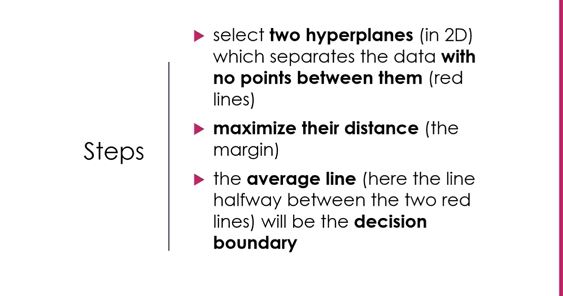 Steps
select two hyperplanes (in 2D)
which separates the data with
no points between them (red
lines)
maximize their distance (the
margin)
the average line (here the line
halfway between the two red
lines) will be the decision
boundary